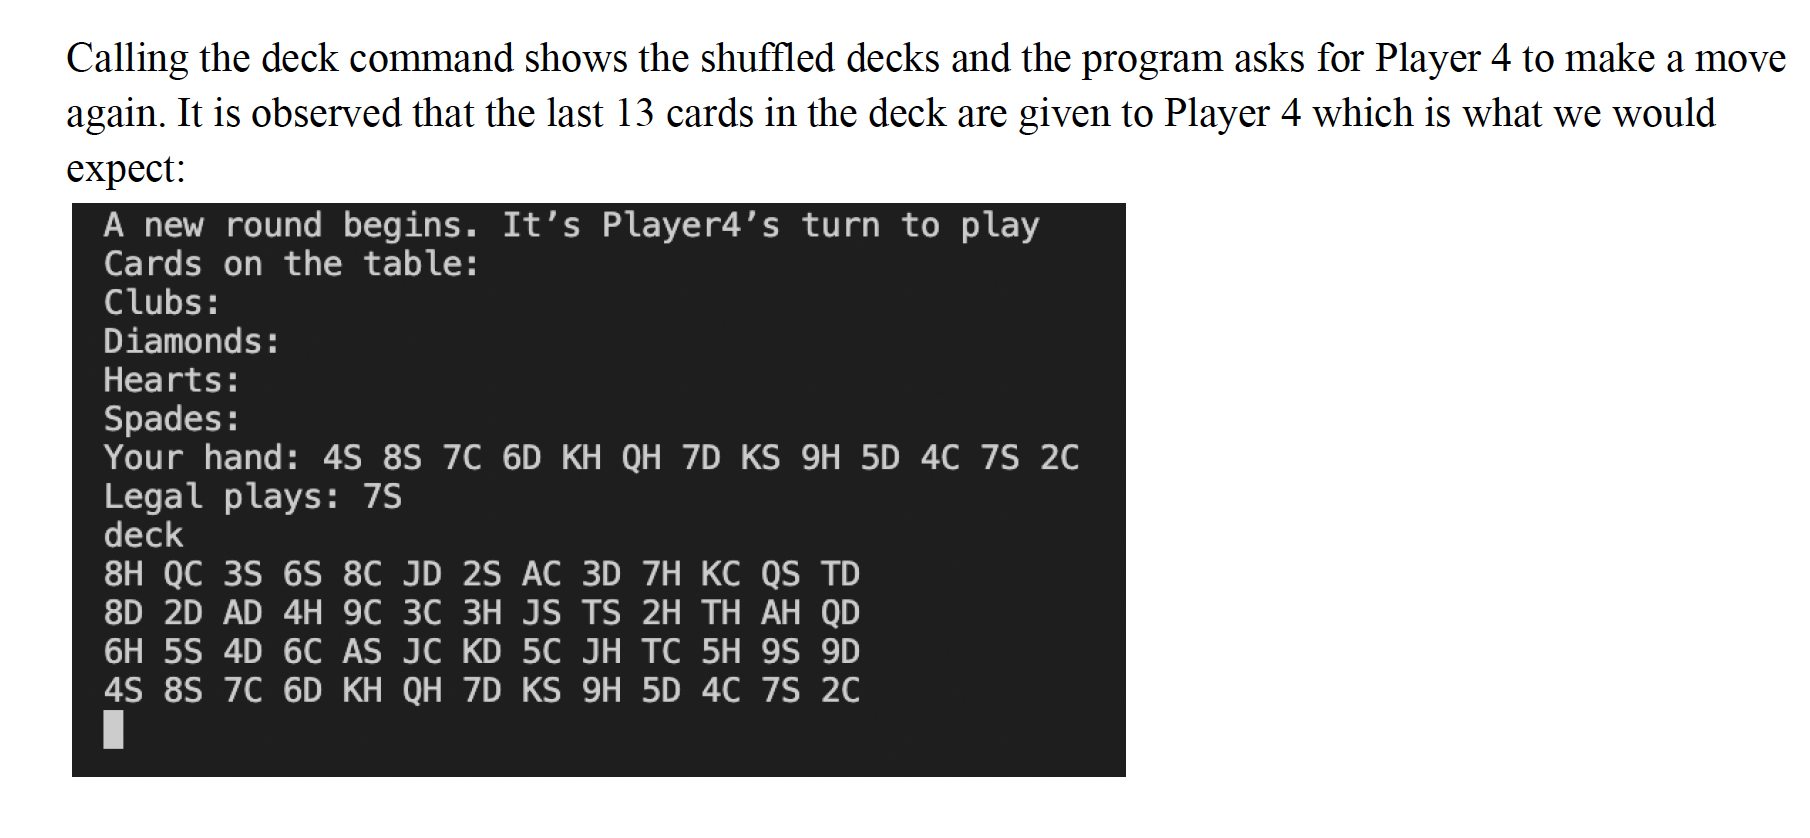 Calling the deck command shows the shuffled decks and the program asks for Player 4 to make a move
again. It is observed that the last 13 cards in the deck are given to Player 4 which is what we would
expect:
A new round begins. It’s Player4’s turn to play
Cards on the table:
Clubs:
Diamonds:
Hearts:
Spades:
Your hand: 4S 8S 7C 6D KH QH 7D KS 9H 5D 4C 7S 2C
Legal plays: 7S
deck
8H QC 3S 6S 8C JD 2S AC 3D 7H KC QS TD
8D 2D AD 4H 9C 3C 3H JS TS 2H TH AH QD
6H 5S 4D 6C AS JC KD 5C JH TC 5H 9S 9D
4S 8S 7C 6D KH QH 7D KS 9H 5D 4C 7S 2C